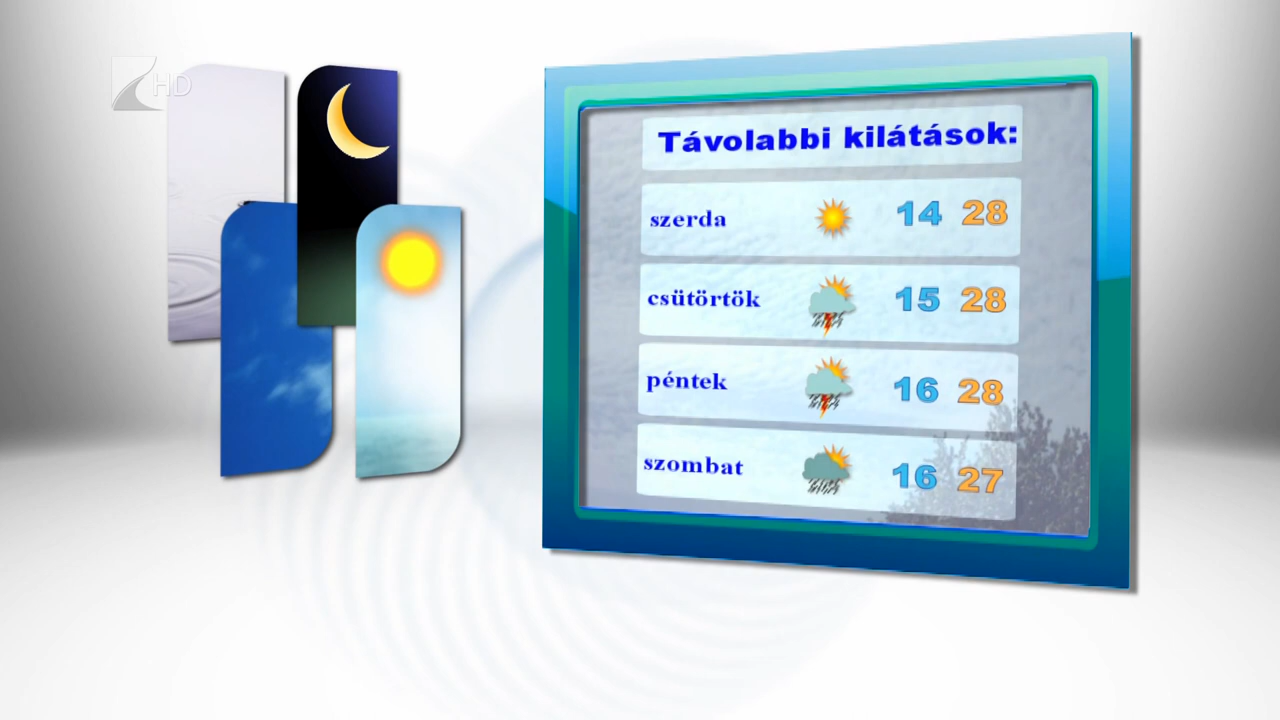 HD
Távolabbi kilátások:
szerda 14 28
csütörtök 15 28
péntek 16 28
szombat 16 27